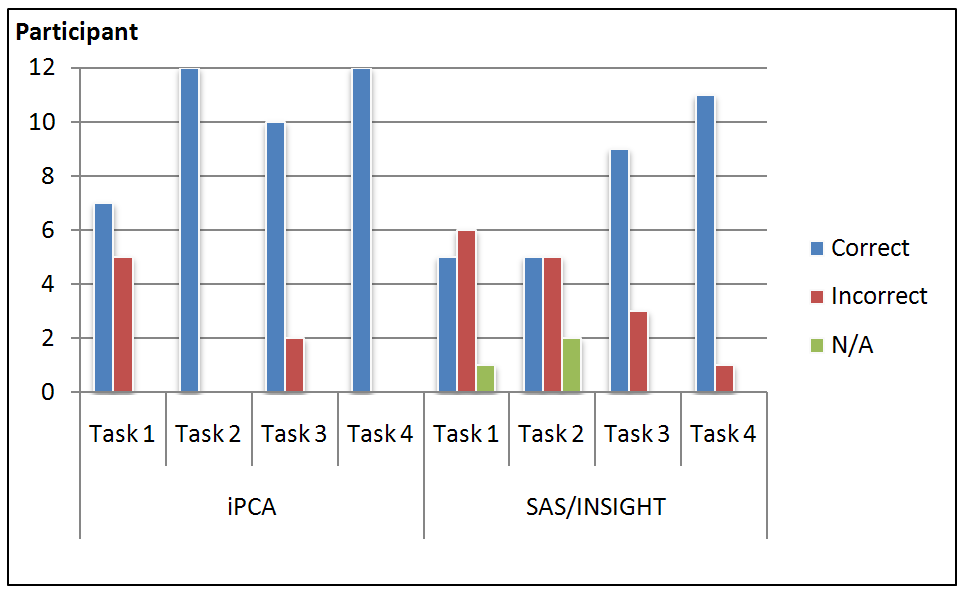 Participant
12
10
8
6
4
2
0
Task 1 Task 2 Task 3 Task 4 Task 1 Task 2 Task 3 Task 4
iPCA SAS/INSIGHT
Correct
Incorrect
N/A